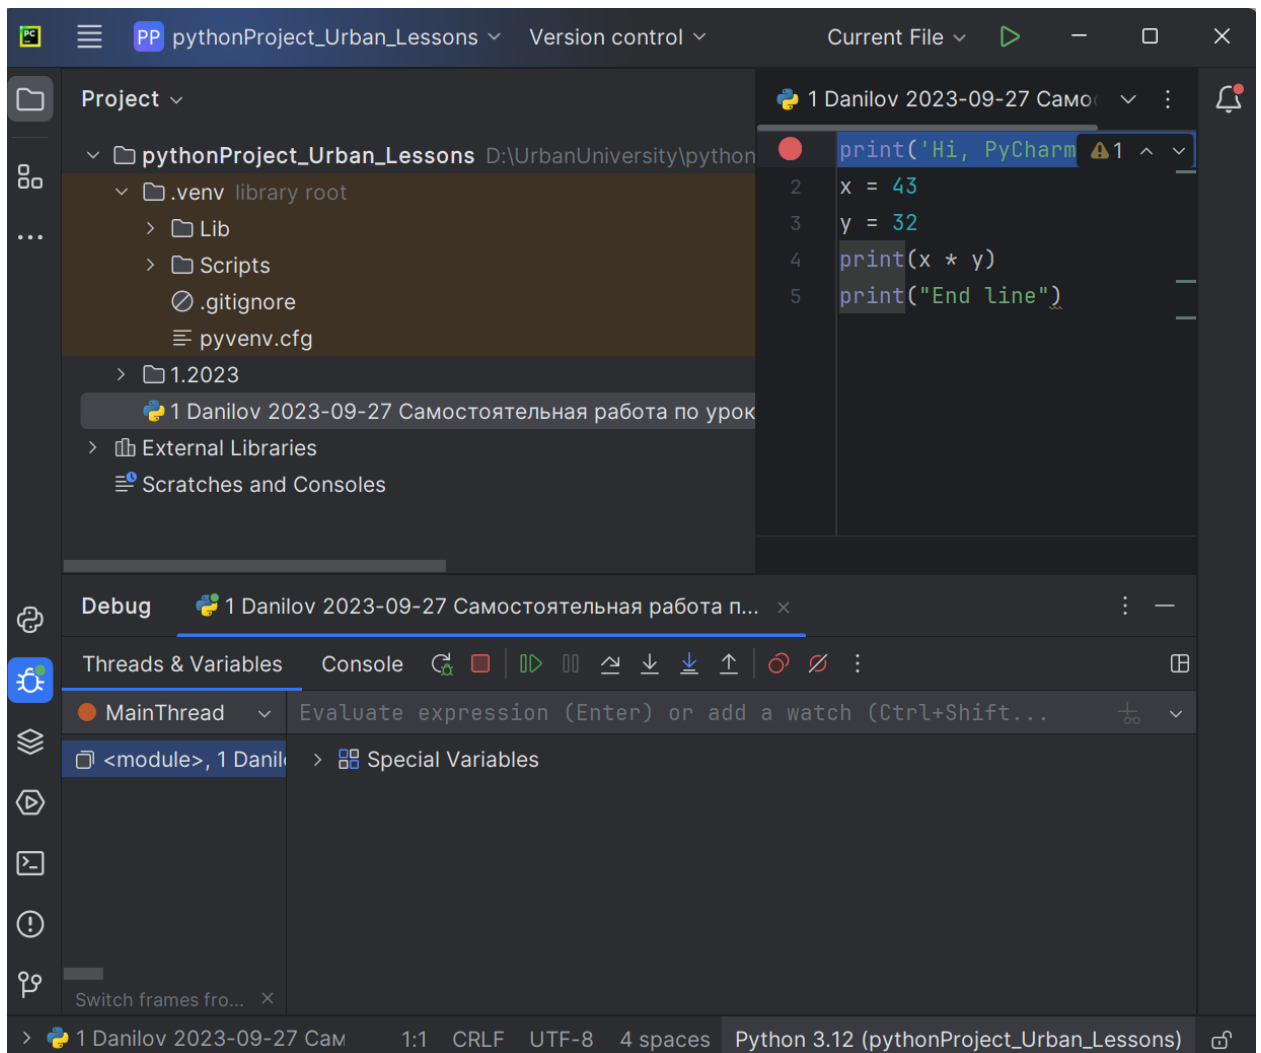 PC
PP pythonProject_Urban_Lessons Version control Current File
Project
1 Danilov 2023-09-27 Само
pythonProject_Urban_Lessons D:\UrbanUniversity\python
.venv library root
Lib
Scripts
.gitignore
pyvenv.cfg
1.2023
1 Danilov 2023-09-27 Самостоятельная работа по урок
External Libraries
Scratches and Consoles
print('Hi, PyCharm 1
2 x = 43
3 y = 32
4 print(x * y)
5 print("End line")
Debug 1 Danilov 2023-09-27 Самостоятельная работа п...
Threads & Variables Console
MainThread Evaluate expression (Enter) or add a watch (Ctrl+Shift...
<module>, 1 Danil Special Variables
Switch frames fro...
1 Danilov 2023-09-27 Сам 1:1 CRLF UTF-8 4 spaces Python 3.12 (pythonProject_Urban_Lessons)